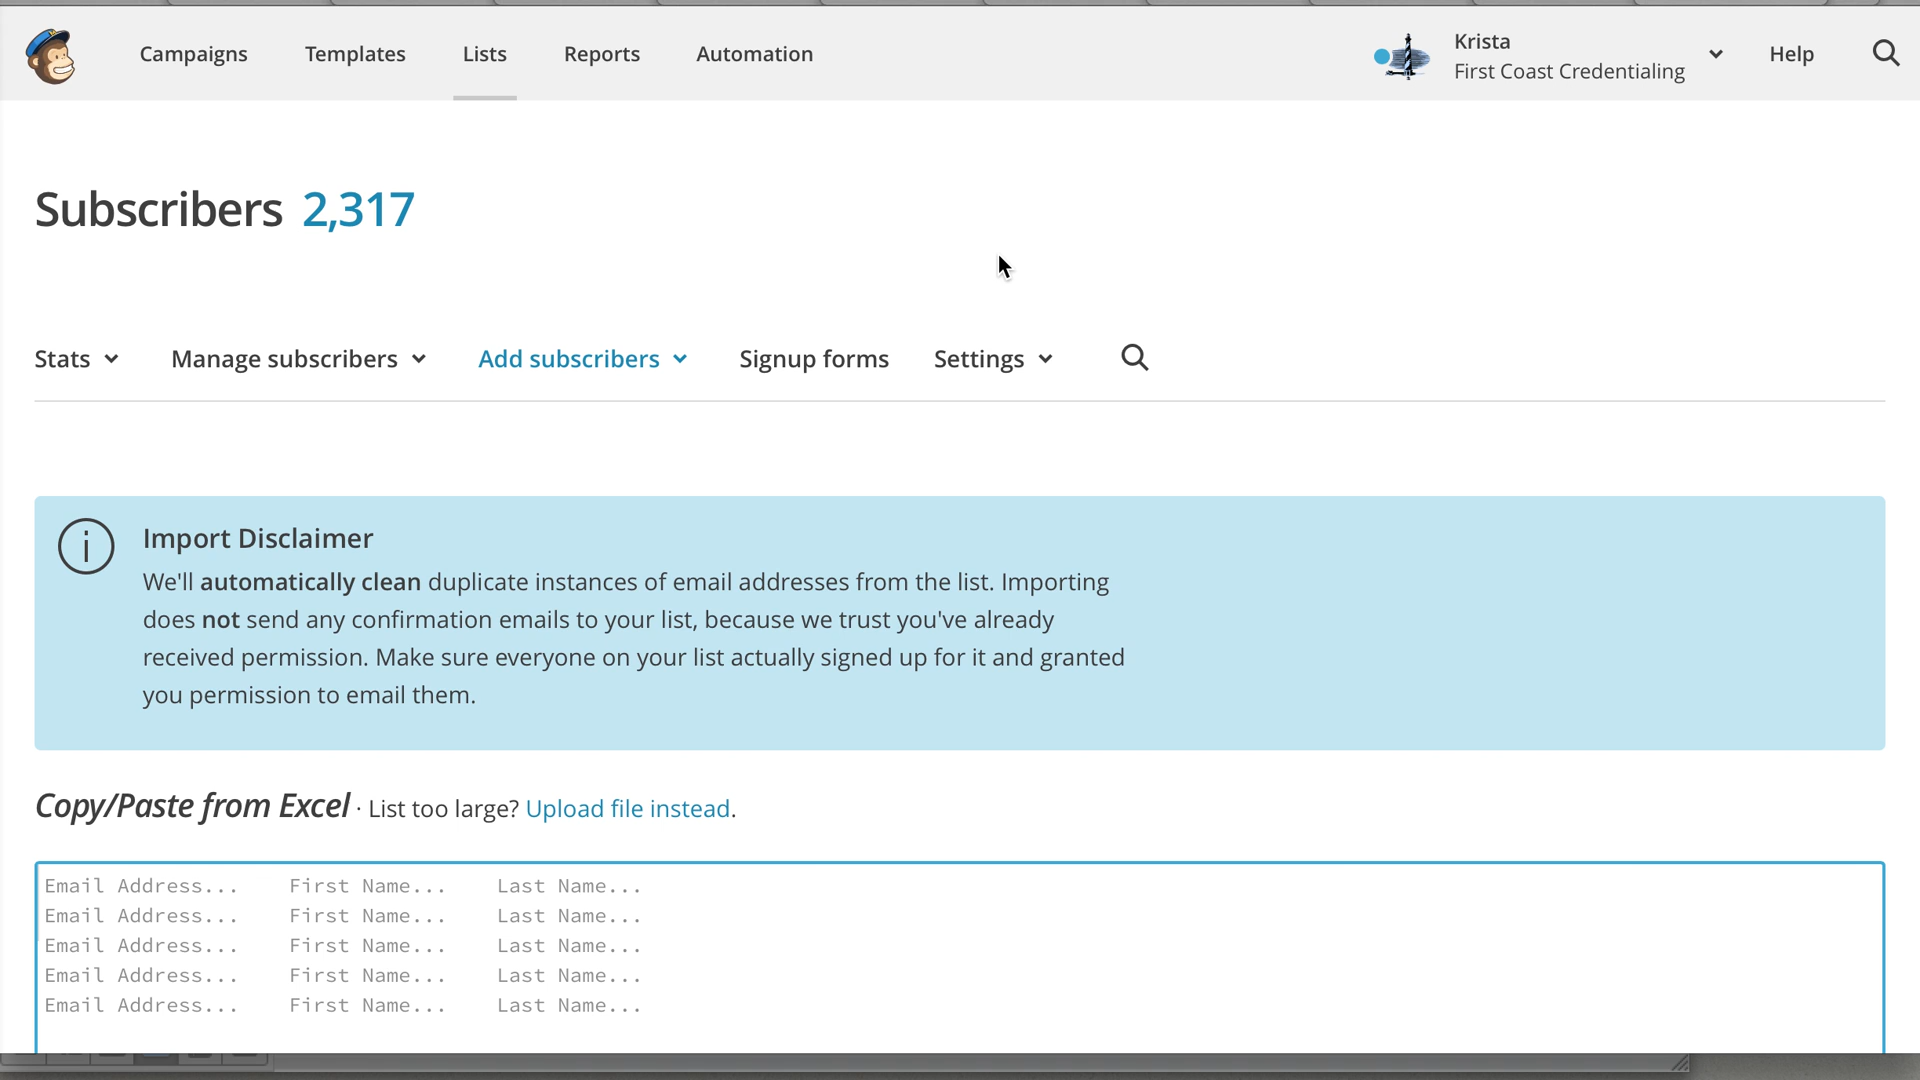 Campaigns Templates Lists Reports Automation Krista Help
First Coast Credentialing
Subscribers 2,317
Stats Manage subscribers Add subscribers Signup forms Settings
Import Disclaimer
We'll automatically clean duplicate instances of email addresses from the list. Importing
does not send any confirmation emails to your list, because we trust you've already
received permission. Make sure everyone on your list actually signed up for it and granted
you permission to email them.
Copy/Paste from Excel · List too large? Upload file instead.
Email Address... First Name... Last Name...
Email Address... First Name... Last Name...
Email Address... First Name... Last Name...
Email Address... First Name... Last Name...
Email Address... First Name... Last Name...